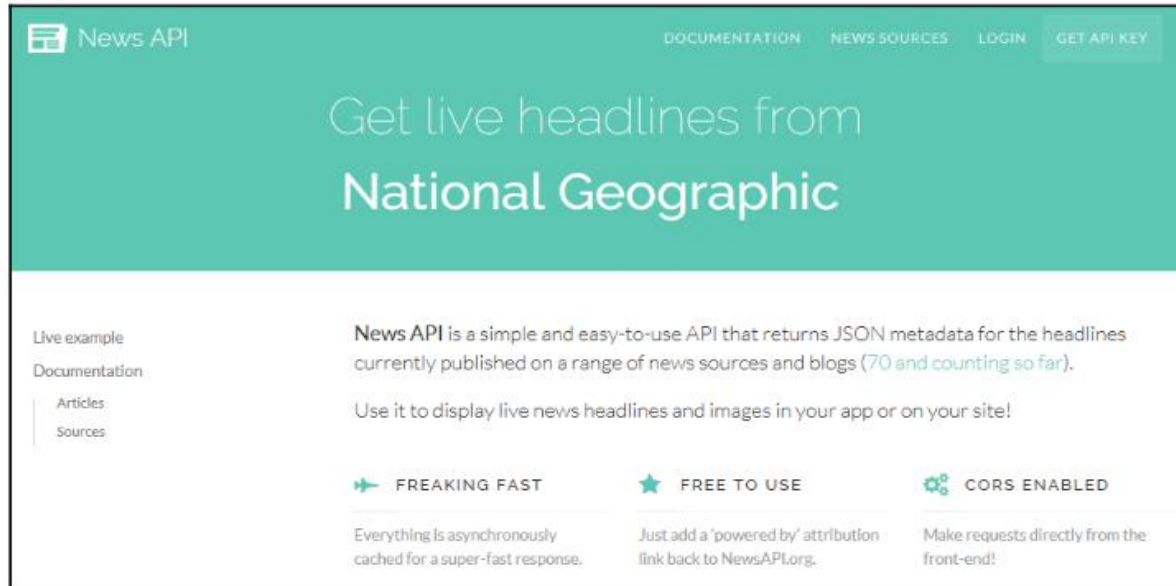 News API
DOCUMENTATION NEWS SOURCES LOGIN GET API KEY
Get live headlines from
National Geographic
Live example
Documentation
Articles
Sources
News API is a simple and easy-to-use API that returns JSON metadata for the headlines
currently published on a range of news sources and blogs (70 and counting so far).
Use it to display live news headlines and images in your app or on your site!
FREAKING FAST
Everything is asynchronously
cached for a super-fast response.
FREE TO USE
Just add a 'powered by' attribution
link back to NewsAPI.org.
CORS ENABLED
Make requests directly from the
front-end!